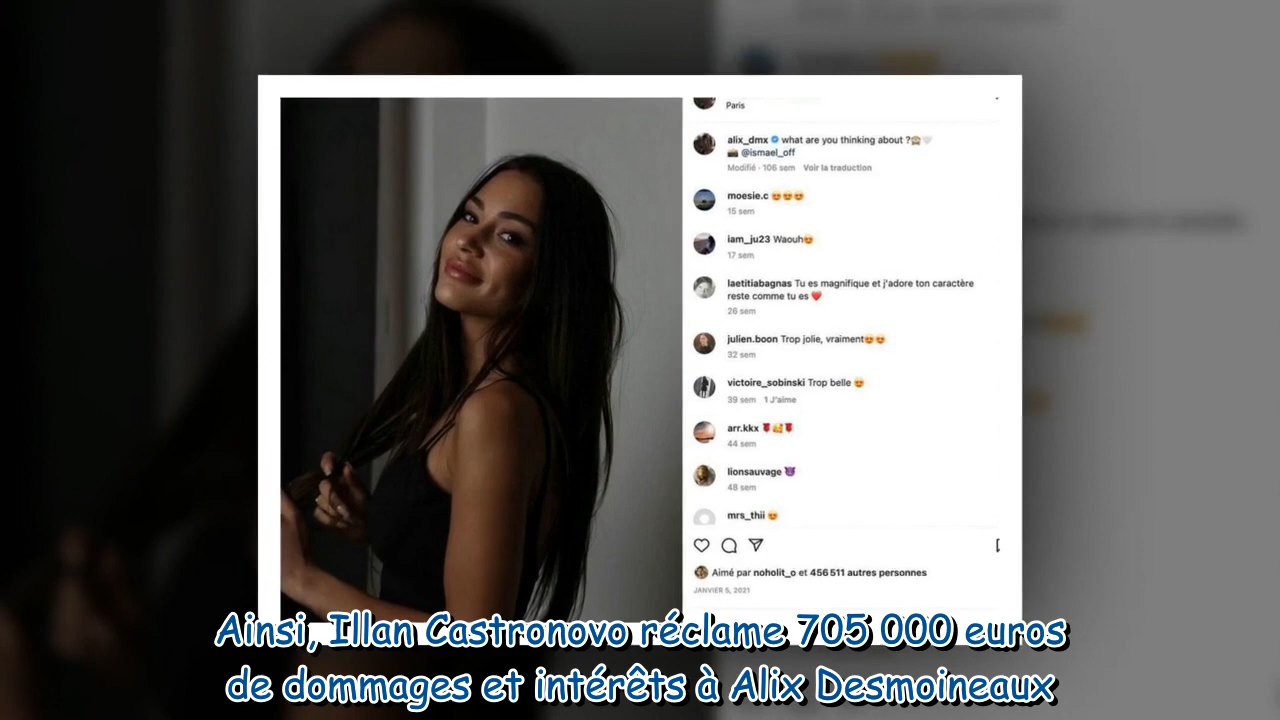 Paris
alix_dmx what are you thinking about ?🙈🤍
📸 @ismael_off
Modifié · 106 sem Voir la traduction
moesie.c 😍😍😍
15 sem
iam_ju23 Waouh😍
17 sem
laetitiabagnas Tu es magnifique et j'adore ton caractère
reste comme tu es ❤️
26 sem
julien.boon Trop jolie, vraiment😍😍
32 sem
victoire_sobinski Trop belle 😍
39 sem 1 J'aime
arr.kkx 🌹🥰🌹
44 sem
lionsauvage 😈
48 sem
mrs_thii 😍
Aimé par noholit_o et 456 511 autres personnes
JANVIER 5, 2021
Ainsi, Illan Castronovo réclame 705 000 euros
de dommages et intérêts à Alix Desmoineaux